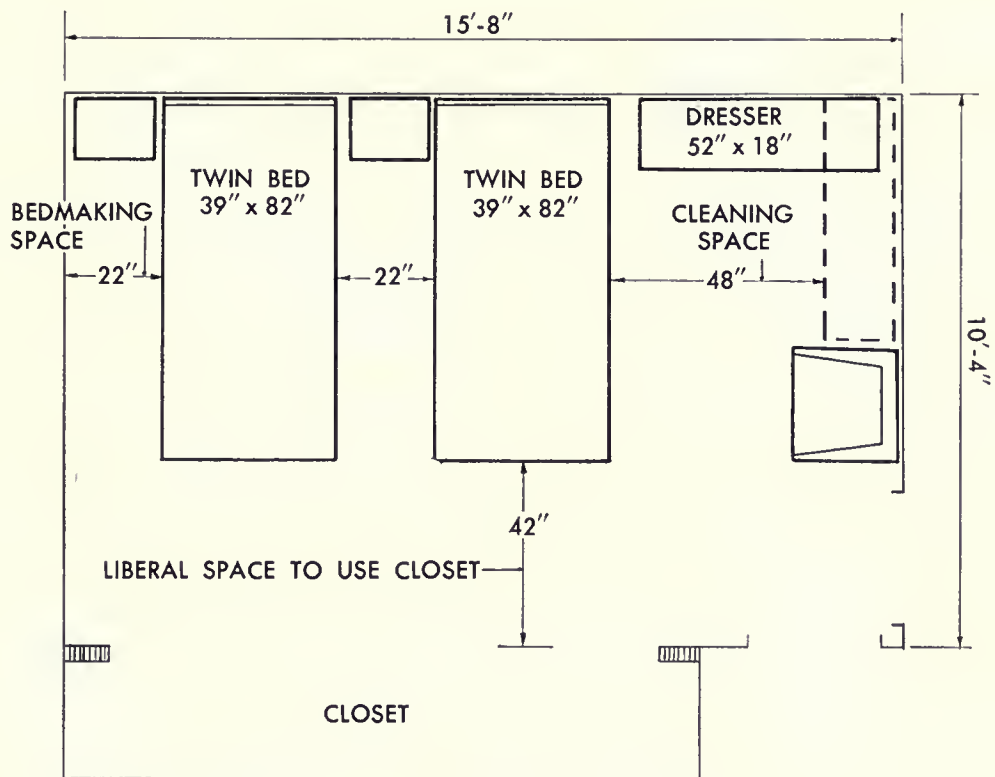 15'-8"
DRESSER
52" x 18"
TWIN BED
39" x 82"
TWIN BED
39" x 82"
BEDMAKING
SPACE
CLEANING
SPACE
22"
22"
48"
10'-4"
42"
LIBERAL SPACE TO USE CLOSET
CLOSET